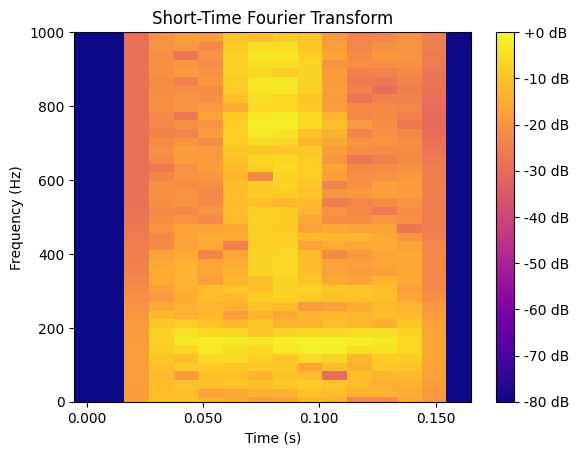 Short-Time Fourier Transform
Frequency (Hz)
1000
800
600
400
200
0
0.000
0.050
0.100
0.150
Time (s)
+0 dB
-10 dB
-20 dB
-30 dB
-40 dB
-50 dB
-60 dB
-70 dB
-80 dB